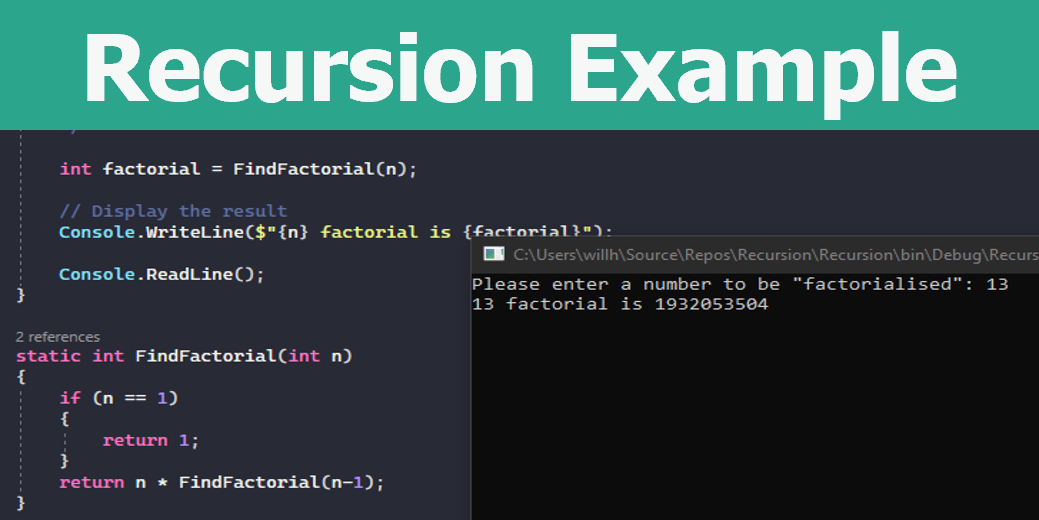 Recursion Example
int factorial = FindFactorial(n);
// Display the result
Console.WriteLine($"{n} factorial is {factorial}");
Console.ReadLine();
}
2 references
static int FindFactorial(int n)
{
if (n == 1)
{
return 1;
}
return n * FindFactorial(n-1);
}
C:\Users\willh\Source\Repos\Recursion\Recursion\bin\Debug\Recurs
Please enter a number to be "factorialised": 13
13 factorial is 1932053504